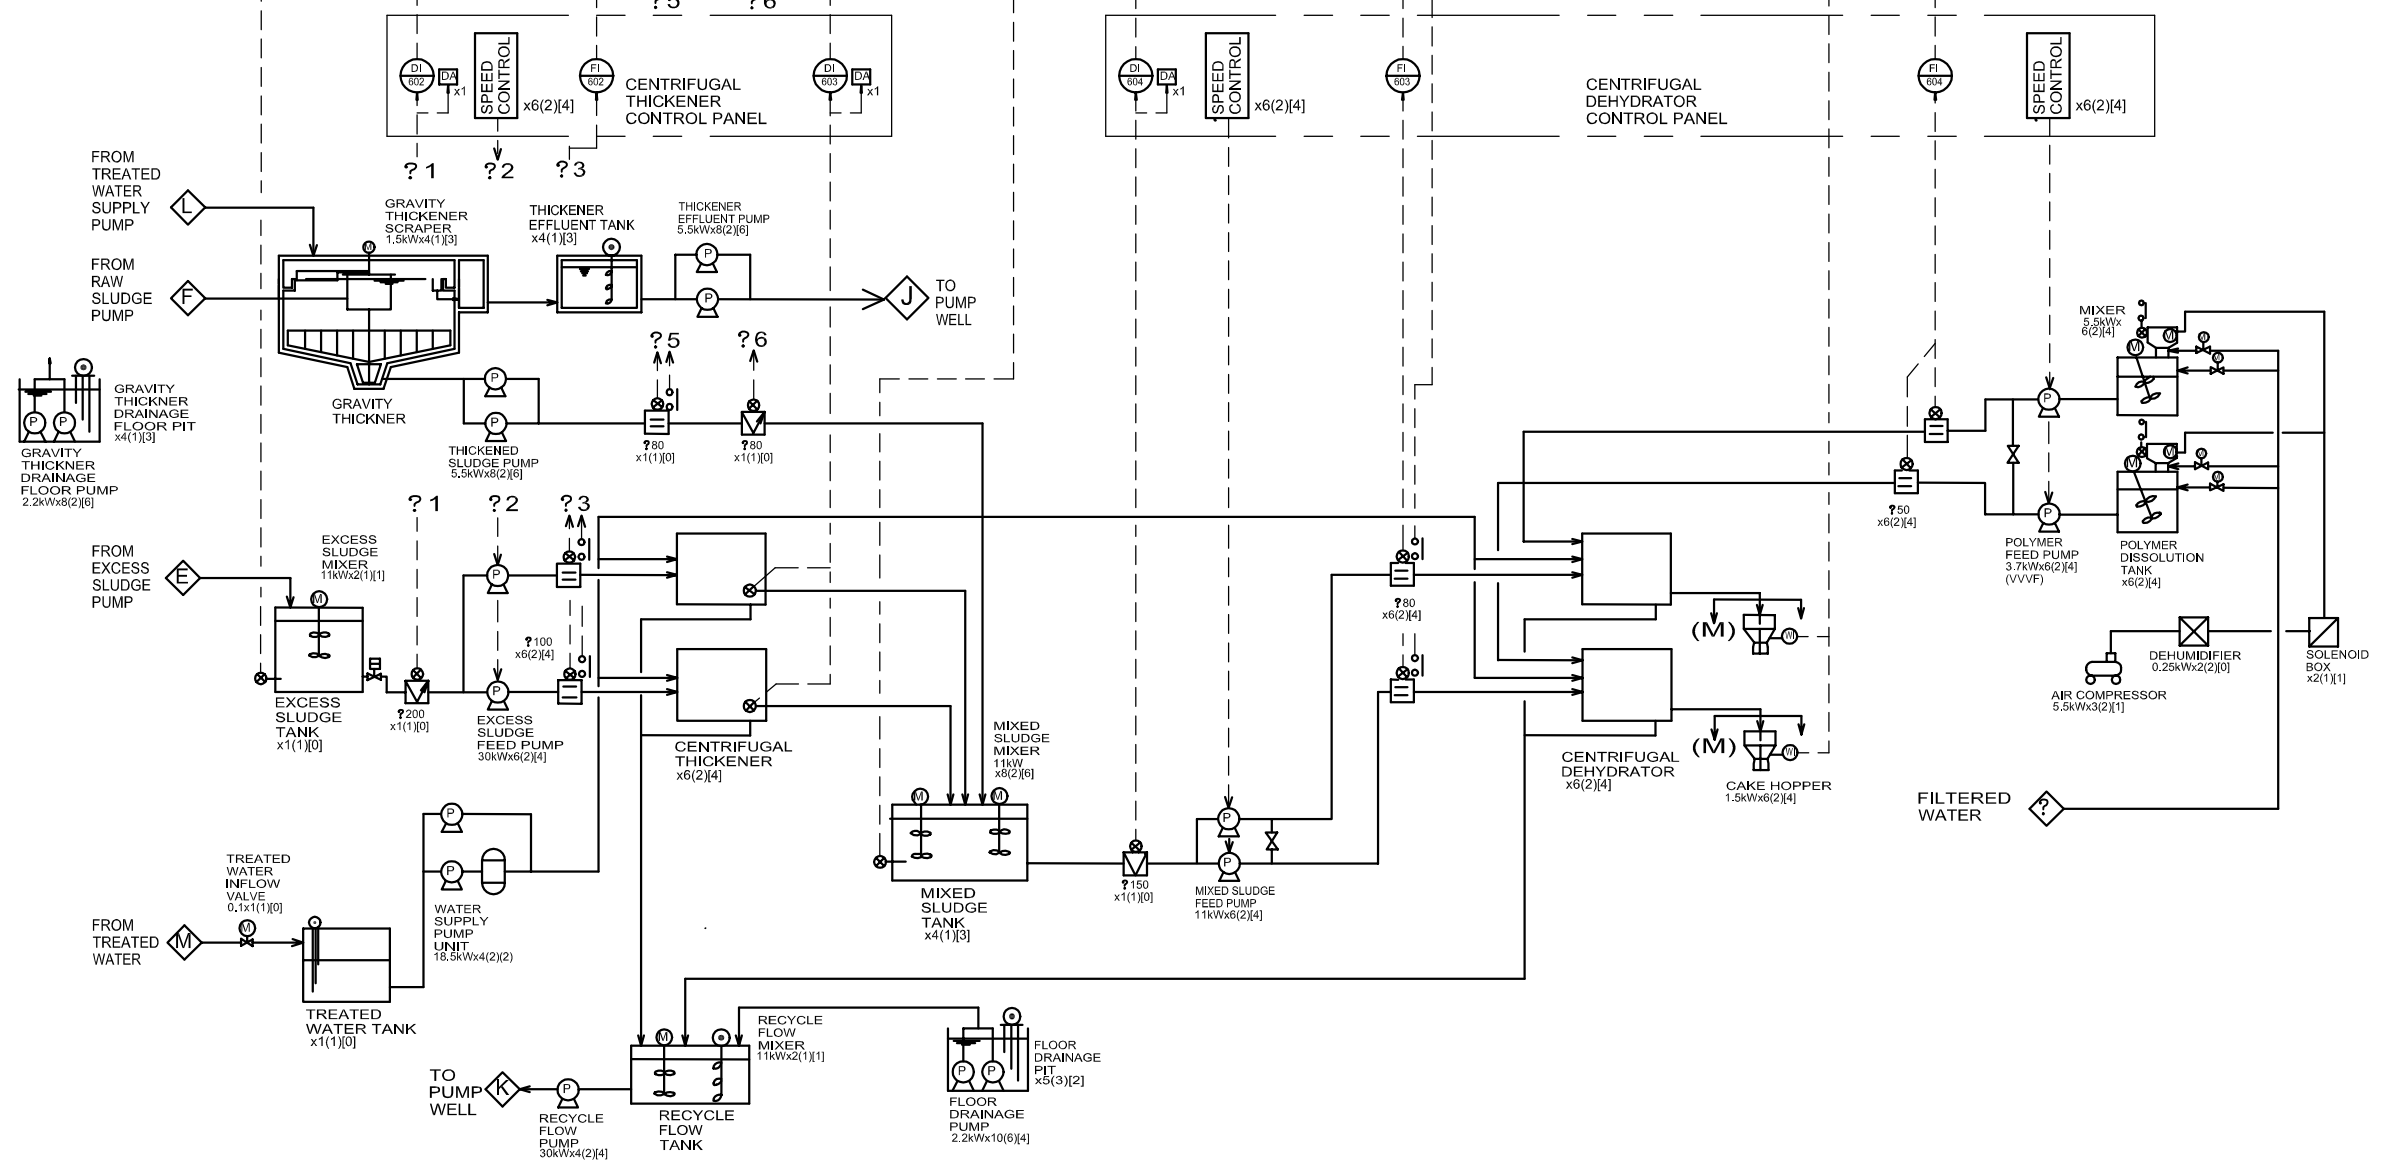 ?5
?6
DI
602
DA
x1
SPEED
CONTROL
x6(2)[4]
FI
602
CENTRIFUGAL
THICKENER
CONTROL PANEL
DI
603
DA
x1
DI
604
DA
x1
SPEED
CONTROL
x6(2)[4]
FI
603
CENTRIFUGAL
DEHYDRATOR
CONTROL PANEL
FI
604
SPEED
CONTROL
x6(2)[4]
?1
?2
?3
FROM
TREATED
WATER
SUPPLY
PUMP
L
GRAVITY
THICKENER
SCRAPER
1.5kWx4(1)[3]
M
THICKENER
EFFLUENT TANK
x4(1)[3]
THICKENER
EFFLUENT PUMP
5.5kWx8(2)[6]
P
P
FROM
RAW
SLUDGE
PUMP
F
J
TO
PUMP
WELL
?5
?6
GRAVITY
THICKNER
DRAINAGE
FLOOR PIT
x4(1)[3]
P
P
GRAVITY
THICKNER
DRAINAGE
FLOOR PUMP
2.2kWx8(2)[6]
GRAVITY
THICKNER
P
P
THICKENED
SLUDGE PUMP
5.5kWx8(2)[6]
?80
x1(1)[0]
?80
x1(1)[0]
MIXER
5.5kWx
6(2)[4]
M
M
M
M
P
M
M
M
M
P
?50
x6(2)[4]
POLYMER
FEED PUMP
3.7kWx6(2)[4]
(VVVF)
POLYMER
DISSOLUTION
TANK
x6(2)[4]
?1
?2
?3
FROM
EXCESS
SLUDGE
PUMP
E
EXCESS
SLUDGE
MIXER
11kWx2(1)[1]
M
P
?100
x6(2)[4]
P
EXCESS
SLUDGE
TANK
x1(1)[0]
?200
x1(1)[0]
EXCESS
SLUDGE
FEED PUMP
30kWx6(2)[4]
CENTRIFUGAL
THICKENER
x6(2)[4]
MIXED
SLUDGE
MIXER
11kW
x8(2)[6]
?80
x6(2)[4]
(M)
WI
(M)
WI
CENTRIFUGAL
DEHYDRATOR
x6(2)[4]
CAKE HOPPER
1.5kWx6(2)[4]
DEHUMIDIFIER
0.25kWx2(2)[0]
SOLENOID
BOX
x2(1)[1]
AIR COMPRESSOR
5.5kWx3(2)[1]
FILTERED
WATER
?
P
P
WATER
SUPPLY
PUMP
UNIT
18.5kWx4(2)(2)
TREATED
WATER
INFLOW
VALVE
0.1x1(1)[0]
M
FROM
TREATED
WATER
M
TREATED
WATER TANK
x1(1)[0]
M
M
MIXED
SLUDGE
TANK
x4(1)[3]
?150
x1(1)[0]
P
P
MIXED SLUDGE
FEED PUMP
11kWx6(2)[4]
RECYCLE
FLOW
MIXER
11kWx2(1)[1]
M
TO
PUMP
WELL
K
P
RECYCLE
FLOW
PUMP
30kWx4(2)[4]
RECYCLE
FLOW
TANK
P
P
FLOOR
DRAINAGE
PIT
x5(3)[2]
FLOOR
DRAINAGE
PUMP
2.2kWx10(6)[4]